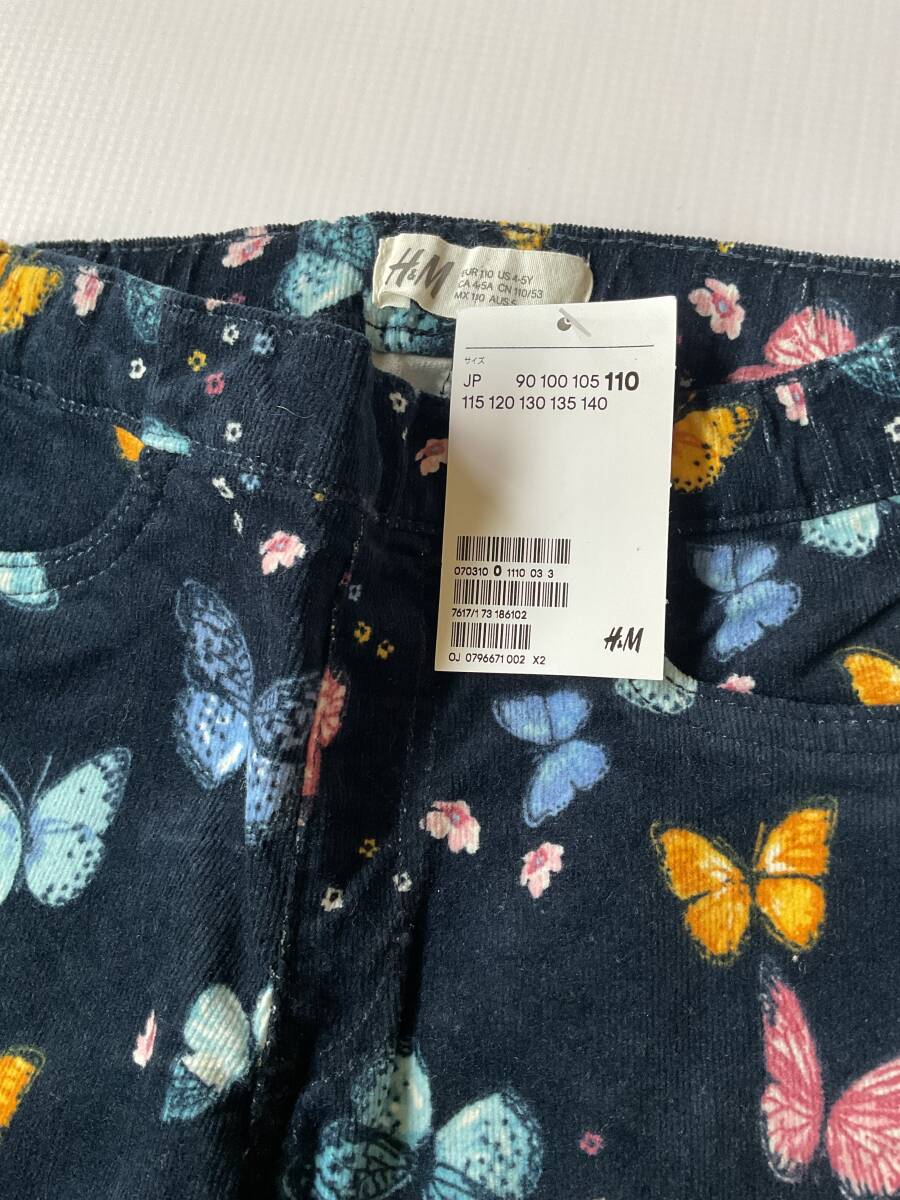 H&M
EUR 110 US 4-5Y
CA 4-5A CN 110/53
MX 110 AUS 5
サイズ
JP 90 100 105 110
115 120 130 135 140
070310 0 1110 03 3
7617/1 73 186102
OJ 0796671 002 X2
H&M